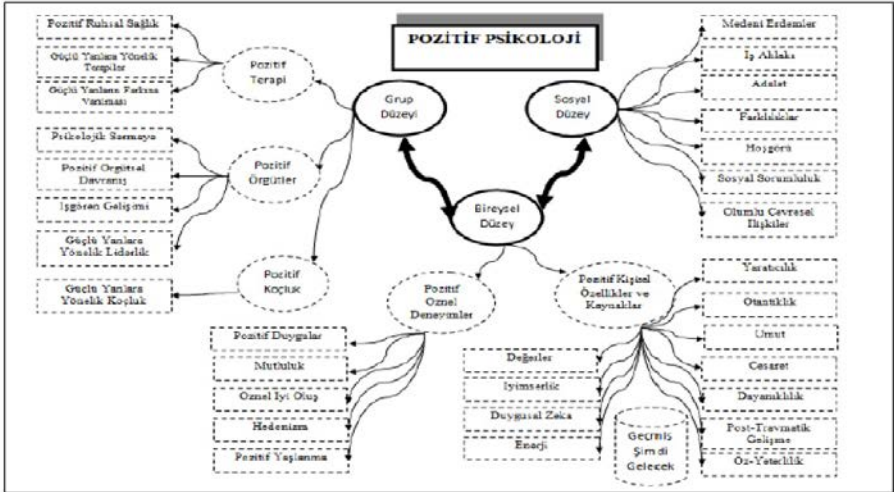 POZİTİF PSİKOLOJİ
Pozitif Ruhsal Sağlık
Güçlü Yanlara Yönelik
Terapiler
Güçlü Yanların Farkına
Varılması
Pozitif
Terapi
Grup
Düzeyi
Psikolojik Sermaye
Pozitif Örgütsel
Davranış
İşgören Gelişimi
Güçlü Yanlara
Yönelik Liderlik
Pozitif
Örgütler
Güçlü Yanlara
Yönelik Koçluk
Pozitif
Koçluk
Sosyal
Düzey
Medeni Erdemler
İş Ahlakı
Adalet
Farklılıklar
Hoşgörü
Sosyal Sorumluluk
Olumlu Çevresel
İlişkiler
Bireysel
Düzey
Pozitif
Öznel
Deneyimler
Pozitif Duygular
Mutluluk
Öznel İyi Oluş
Hedonizm
Pozitif Yaşlanma
Pozitif Kişisel
Özellikler ve
Kaynaklar
Değerler
İyimserlik
Duygusal Zeka
Enerji
Geçmiş
Şimdi
Gelecek
Yaratıcılık
Otantiklik
Umut
Cesaret
Dayanıklılık
Post-Travmatik
Gelişme
Öz-Yeterlilik